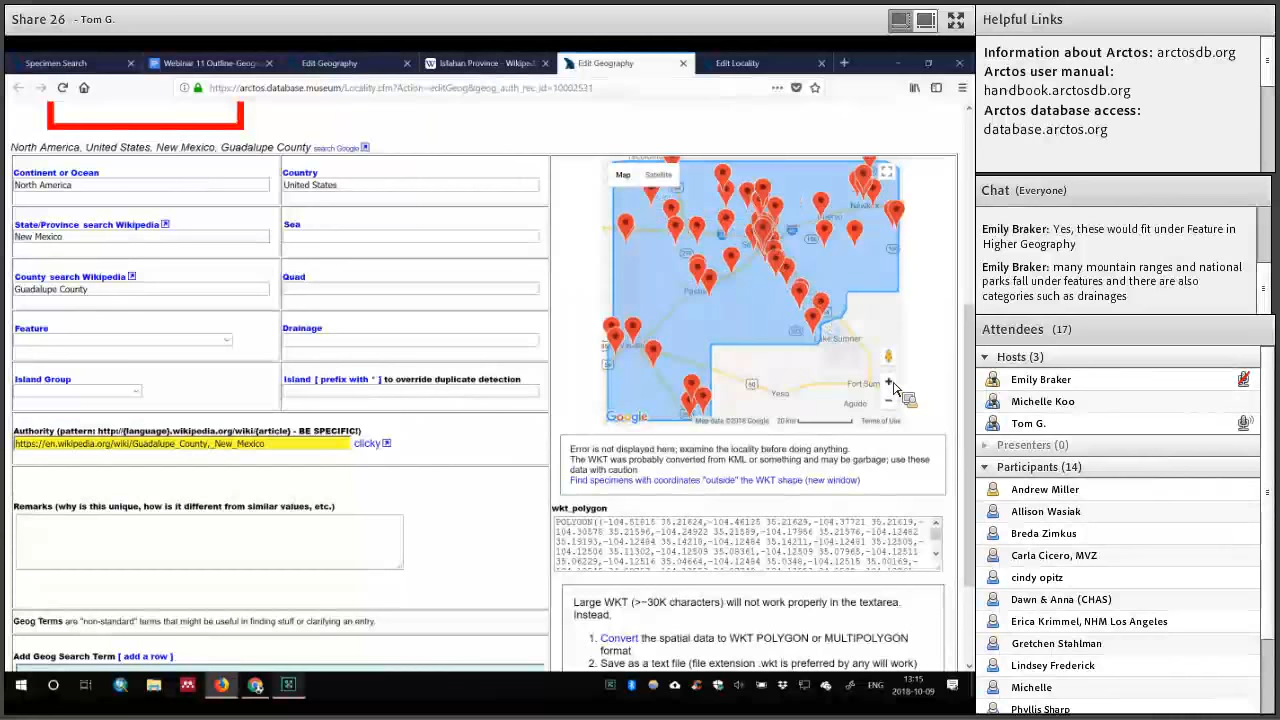 Share 26 - Tom G.
Specimen Search
Webinar 11 Outline-Geog
Edit Geography
Isfahan Province - Wikipe
Edit Geography
Edit Locality
https://arctos.database.museum/Locality.cfm?Action=editGeog&geog_auth_rec_id=10002531
North America, United States, New Mexico, Guadalupe County search Google
Continent or Ocean
North America
Country
United States
State/Province search Wikipedia
New Mexico
Sea
County search Wikipedia
Guadalupe County
Quad
Feature
Drainage
Island Group
Island [ prefix with * ] to override duplicate detection
Authority (pattern: http://{language}.wikipedia.org/wiki/{article} - BE SPECIFIC!)
https://en.wikipedia.org/wiki/Guadalupe_County,_New_Mexico
clicky
Remarks (why is this unique, how is it different from similar values, etc.)
Geog Terms are "non-standard" terms that might be useful in finding stuff or clarifying an entry.
Add Geog Search Term [ add a row ]
Map Satellite
Lake Sumner
Yeso
Fort Sum
Agudo
Google
Map data ©2018 Google 20 km Terms of Use
Error is not displayed here; examine the locality before doing anything.
The WKT was probably converted from KML or something and may be garbage; use these
data with caution
Find specimens with coordinates "outside" the WKT shape (new window)
wkt_polygon
Large WKT (>~30K characters) will not work properly in the textarea.
Instead,
1. Convert the spatial data to WKT POLYGON or MULTIPOLYGON
format
2. Save as a text file (file extension .wkt is preferred by any will work)
ENG
13:15
2018-10-09
Helpful Links
Information about Arctos: arctosdb.org
Arctos user manual:
handbook.arctosdb.org
Arctos database access:
database.arctos.org
Chat (Everyone)
Emily Braker: Yes, these would fit under Feature in
Higher Geography
Emily Braker: many mountain ranges and national
parks fall under features and there are also
categories such as drainages
Attendees (17)
Hosts (3)
Emily Braker
Michelle Koo
Tom G.
Presenters (0)
Participants (14)
Andrew Miller
Allison Wasiak
Breda Zimkus
Carla Cicero, MVZ
cindy opitz
Dawn & Anna (CHAS)
Erica Krimmel, NHM Los Angeles
Gretchen Stahlman
Lindsey Frederick
Michelle
Phyllis Sharp